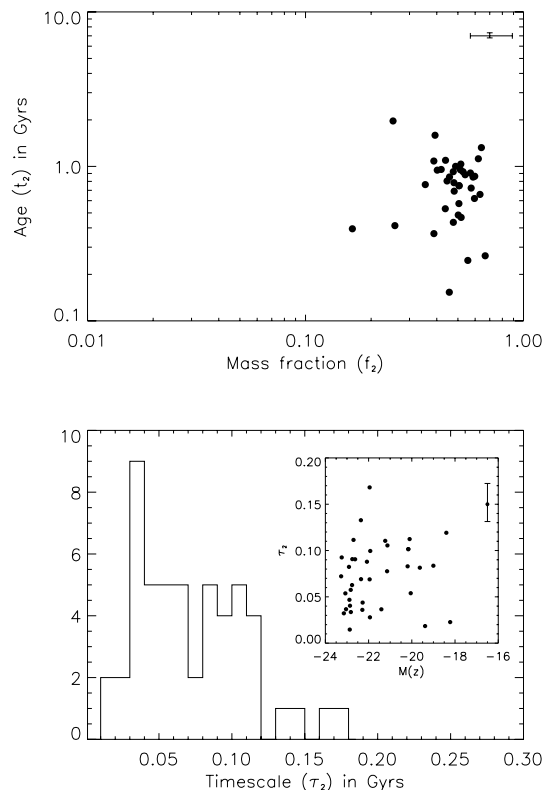 10.0
1.0
0.1
Age (t₂) in Gyrs
0.01 0.10 1.00
Mass fraction (f₂)
10
8
6
4
2
0
0.05 0.10 0.15 0.20 0.25 0.30
Timescale (τ₂) in Gyrs
0.20
0.15
0.10
0.05
0.00
τ₂
−24 −22 −20 −18 −16
M(z)